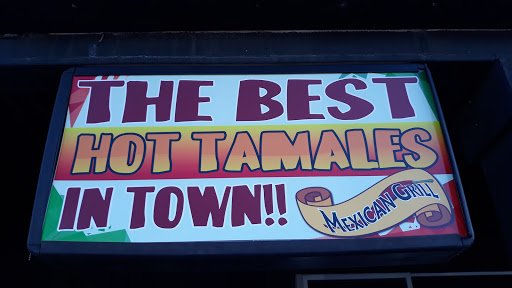 THE BEST
HOT TAMALES
IN TOWN!!
MEXICAN GRILL